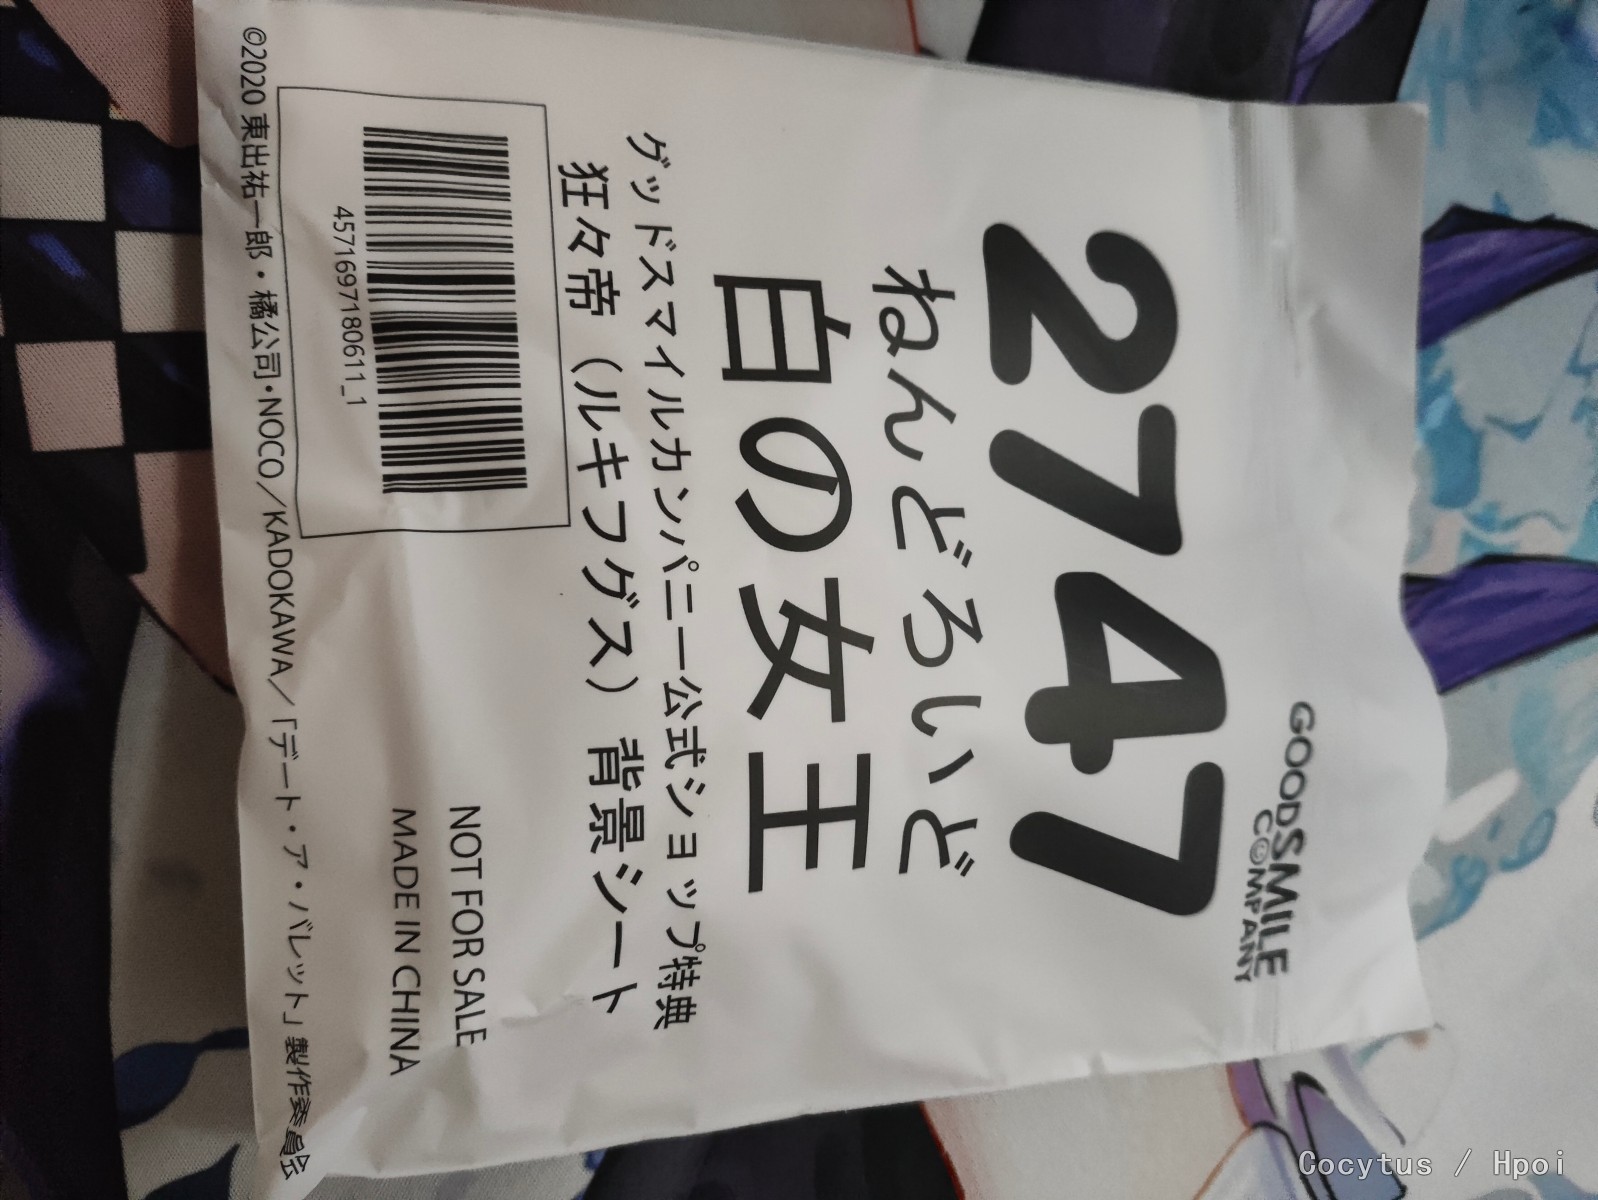 GOODSMILE
COMPANY
2747
ねんどろいど
白の女王
グッドスマイルカンパニー公式ショップ特典
狂々帝（ルキフグス）背景シート
4571697180611_1
NOT FOR SALE
MADE IN CHINA
©2020 東出祐一郎・橘公司・NOCO／KADOKAWA／「デート・ア・バレット」製作委員会
Cocytus / Hpoi